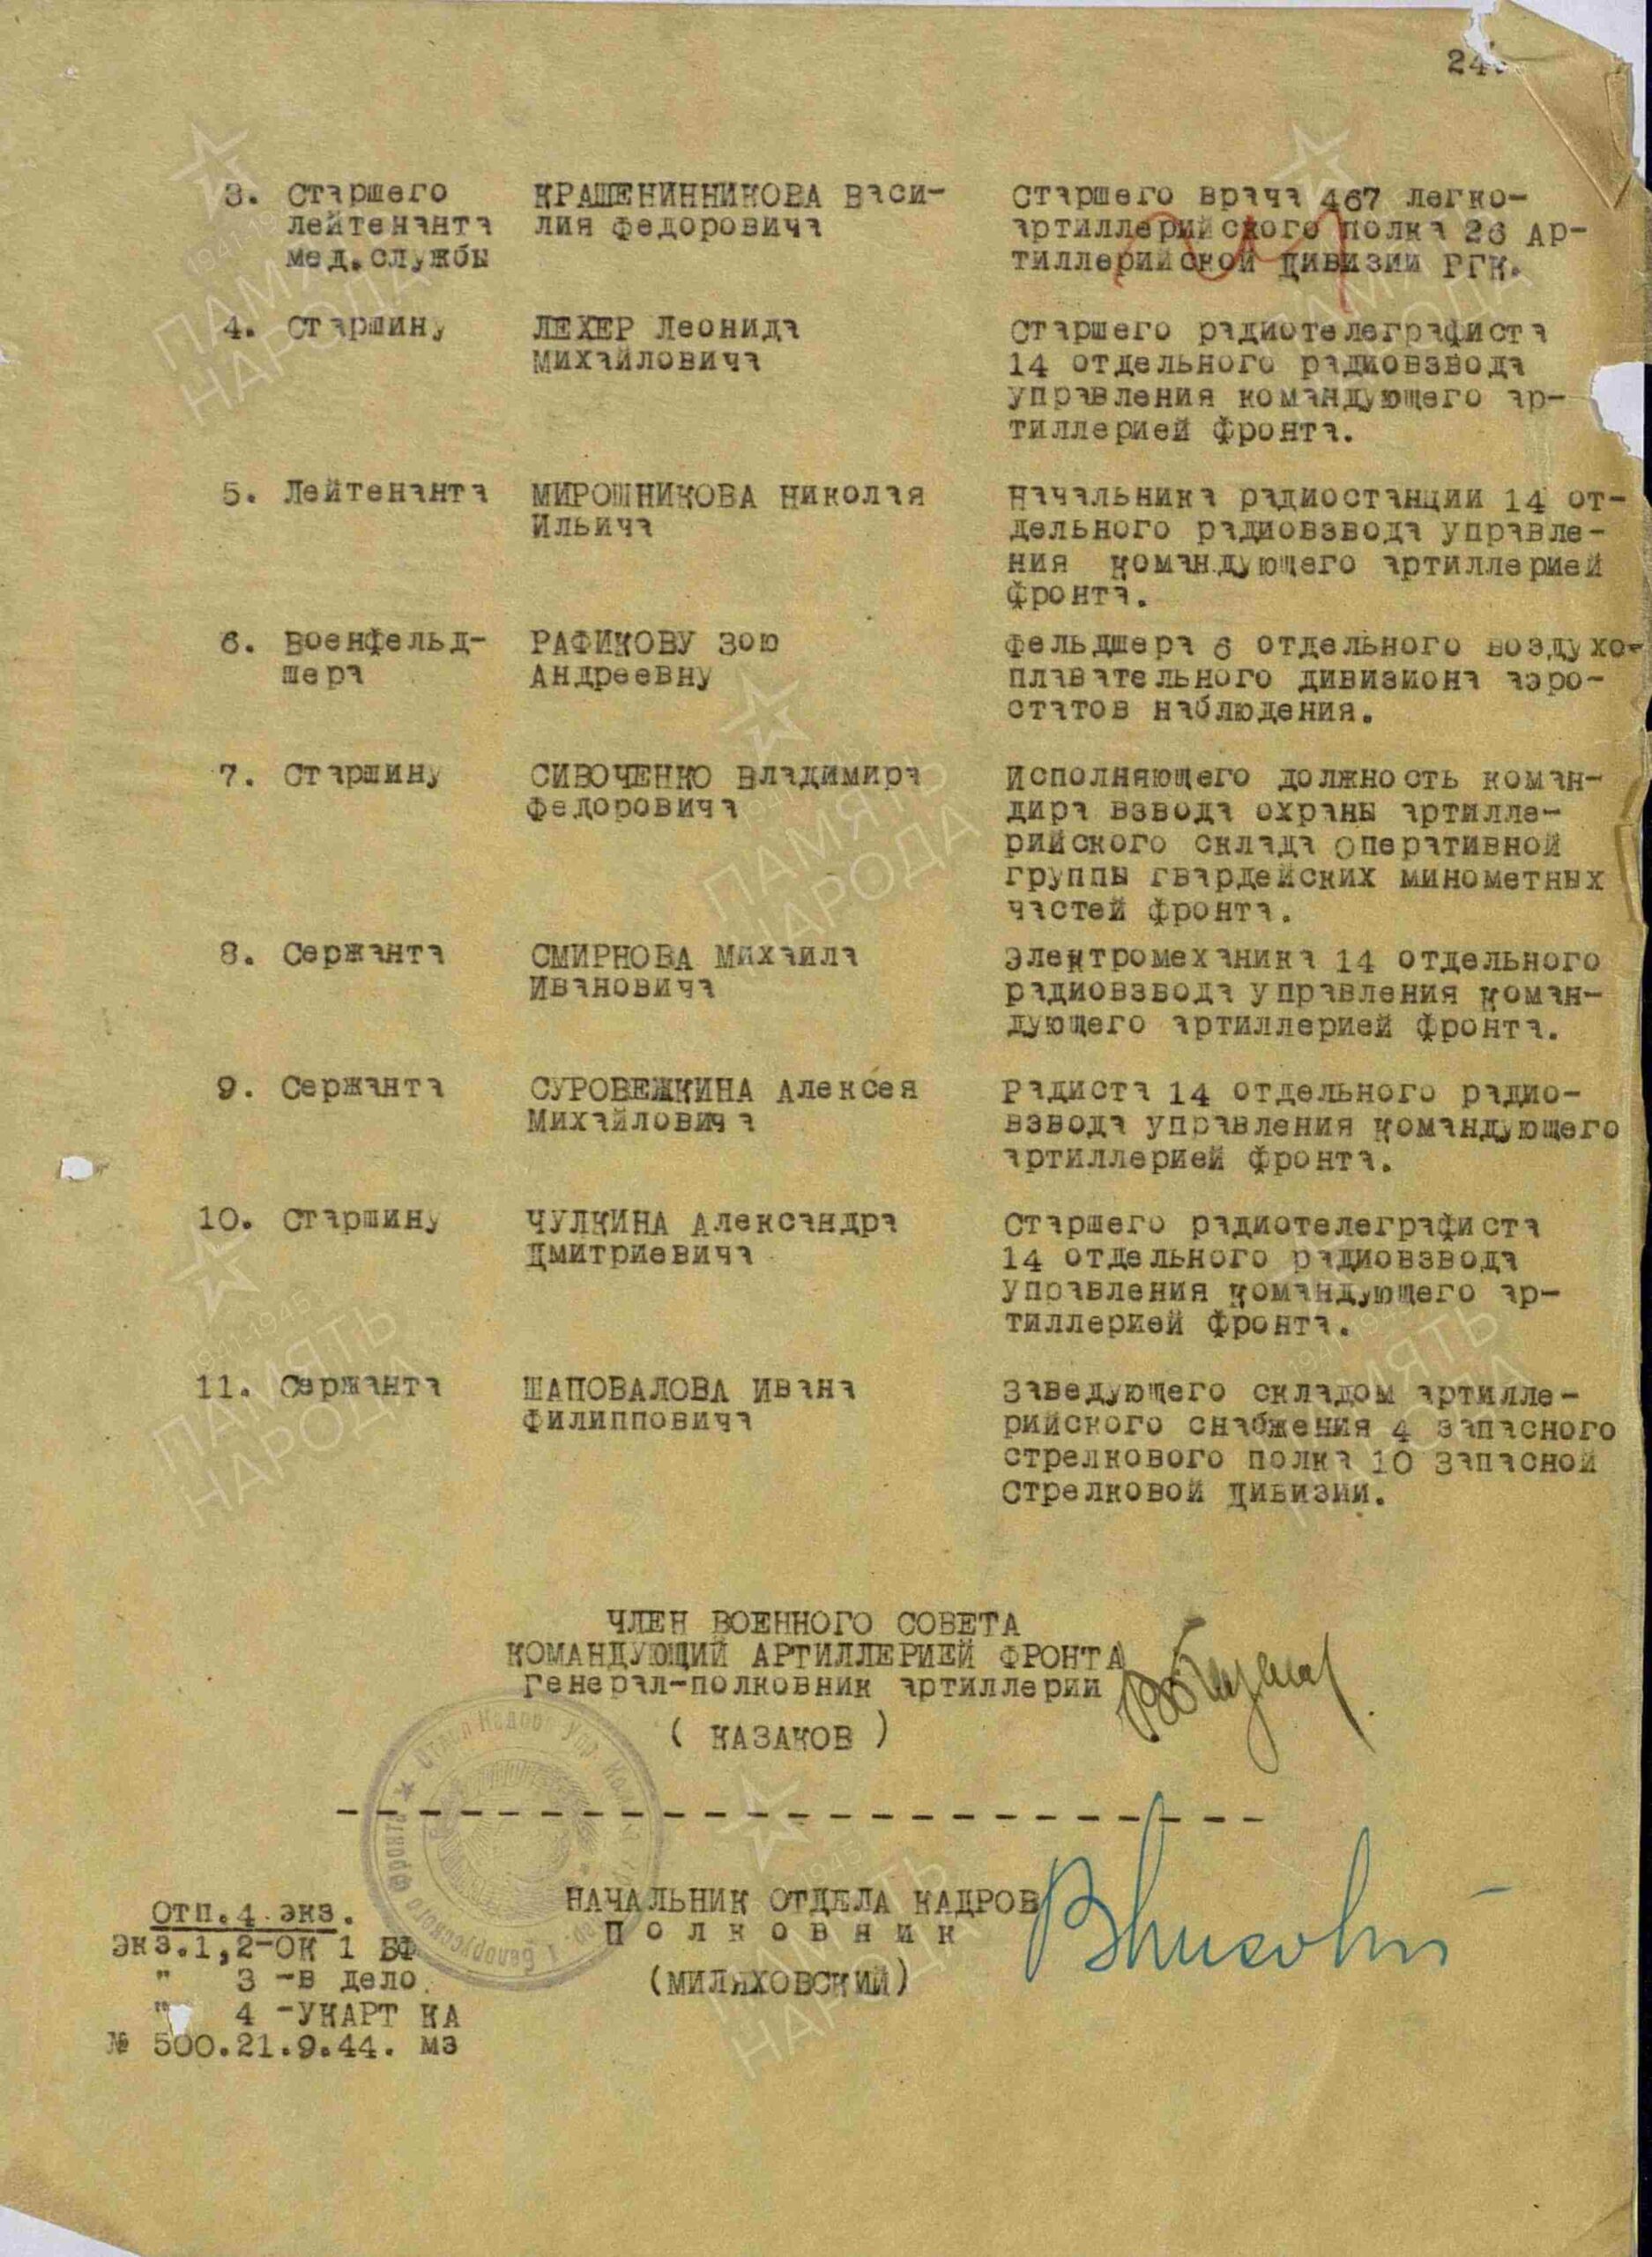 24
3. Старшего КРАШЕНИННИКОВА Васи- Старшего врача 467 легко-
лейтенанта лия Федоровича артиллерийского полка 26 Ар-
мед.службы тиллерийской дивизии РГК.
4. Старшину ЛЕХЕР Леонида Старшего радиотелеграфиста
Михайловича 14 отдельного радиовзвода
управления командующего ар-
тиллерией фронта.
5. Лейтенанта МИРОШНИКОВА Николая Начальника радиостанции 14 от-
Ильича дельного радиовзвода управле-
ния командующего артиллерией
фронта.
6. Военфельд- РАФИКОВУ Зою Фельдшера 6 отдельного воздухо-
шера Андреевну плавательного дивизиона аэро-
статов наблюдения.
7. Старшину СИВОЧЕНКО Владимира Исполняющего должность коман-
Федоровича дира взвода охраны артилле-
рийского склада Оперативной
группы гвардейских минометных
частей фронта.
8. Сержанта СМИРНОВА Михаила Электромеханика 14 отдельного
Ивановича радиовзвода управления коман-
дующего артиллерией фронта.
9. Сержанта СУРОВЕЖКИНА Алексея Радиста 14 отдельного радио-
Михайловича взвода управления командующего
артиллерией фронта.
10. Старшину ЧУЛКИНА Александра Старшего радиотелеграфиста
Дмитриевича 14 отдельного радиовзвода
управления командующего ар-
тиллерией фронта.
11. Сержанта ШАПОВАЛОВА Ивана Заведующего складом артилле-
Филипповича рийского снабжения 4 запасного
стрелкового полка 10 запасной
Стрелковой дивизии.
ЧЛЕН ВОЕННОГО СОВЕТА
КОМАНДУЮЩИЙ АРТИЛЛЕРИЕЙ ФРОНТА
Генерал-полковник артиллерии
( КАЗАКОВ )
НАЧАЛЬНИК ОТДЕЛА КАДРОВ
П о л к о в н и к
(МИЛЯХОВСКИЙ)
Отп.4 экз.
Экз.1,2-ОК 1 БФ
" 3 -в дело
" 4 -УКАРТ КА
№ 500.21.9.44. мз
ПАМЯТЬ
НАРОДА
1941-1945